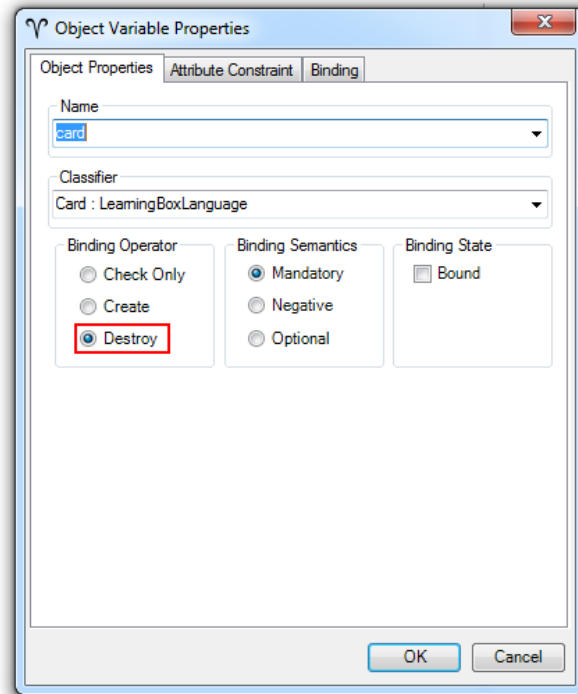 Object Variable Properties
Object Properties Attribute Constraint Binding
Name
card
Classifier
Card : LearningBoxLanguage
Binding Operator Binding Semantics Binding State
Check Only Mandatory Bound
Create Negative
Destroy Optional
OK Cancel